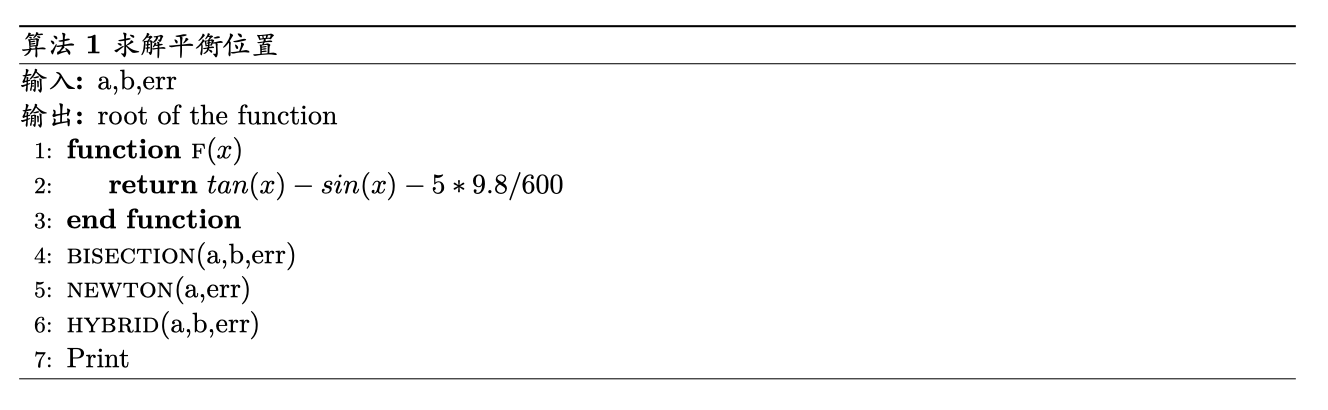 算法 1 求解平衡位置
输入: a,b,err
输出: root of the function
1: function F(x)
2: return tan(x) − sin(x) − 5 ∗ 9.8/600
3: end function
4: BISECTION(a,b,err)
5: NEWTON(a,err)
6: HYBRID(a,b,err)
7: Print